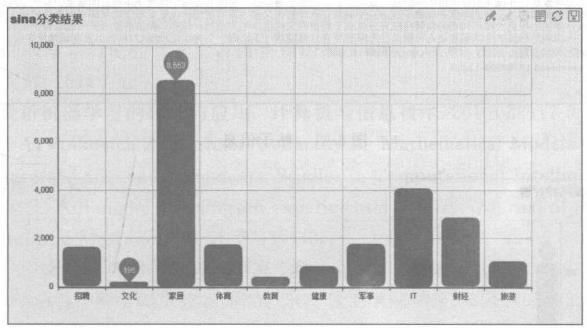 sina分类结果
10,000
8,553
8,000
6,000
4,000
2,000
0
招聘
文化
家居
体育
教育
健康
军事
IT
财经
旅游